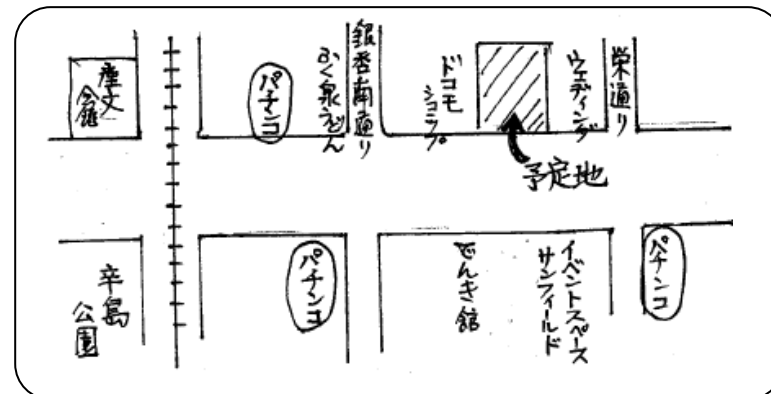 産文
会館
パチンコ
ふく泉うどん
銀杏南通り
ドコモ
ショップ
ウェディング
栄通り
予定地
辛島
公園
パチンコ
でんき館
イベントスペース
サンフィールド
パチンコ